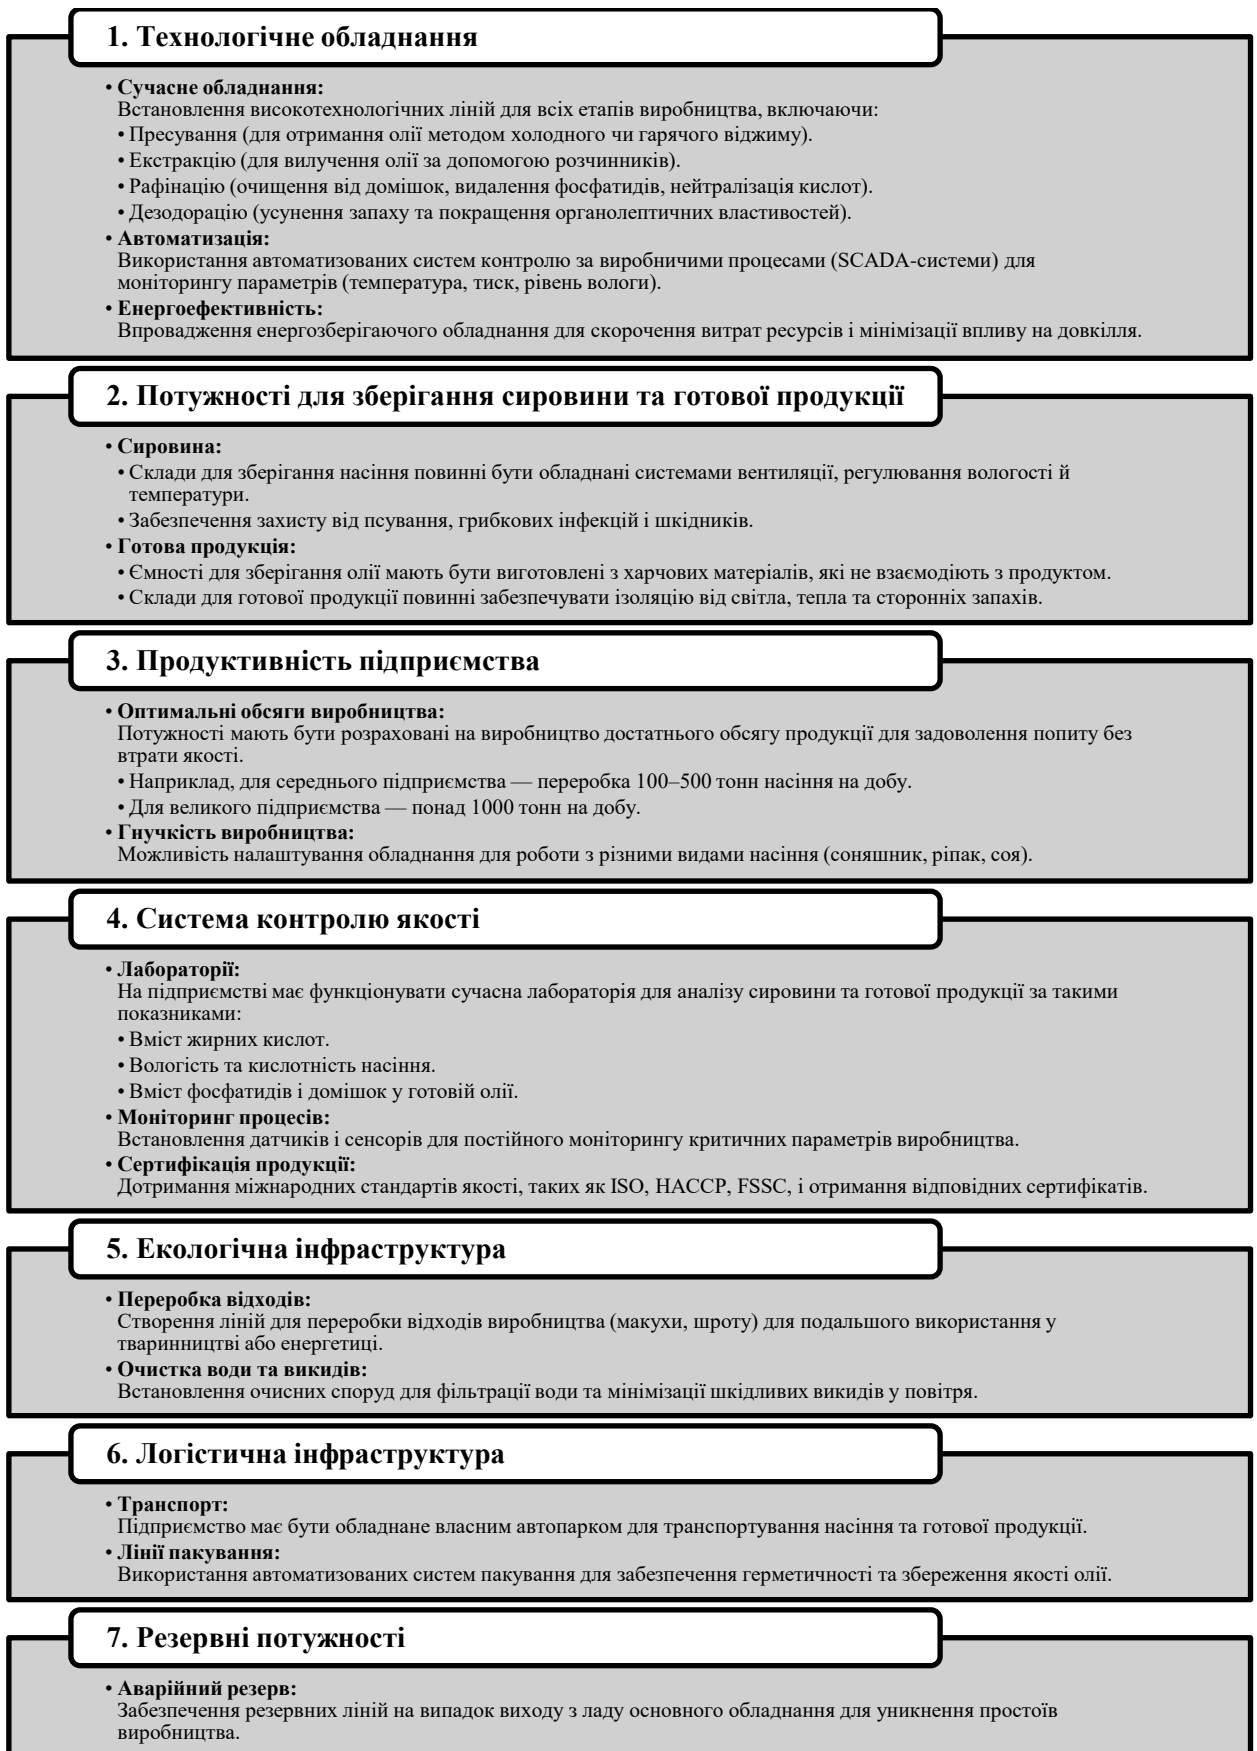 1. Технологічне обладнання
• Сучасне обладнання:
Встановлення високотехнологічних ліній для всіх етапів виробництва, включаючи:
• Пресування (для отримання олії методом холодного чи гарячого віджиму).
• Екстракцію (для вилучення олії за допомогою розчинників).
• Рафінацію (очищення від домішок, видалення фосфатидів, нейтралізація кислот).
• Дезодорацію (усунення запаху та покращення органолептичних властивостей).
• Автоматизація:
Використання автоматизованих систем контролю за виробничими процесами (SCADA-системи) для
моніторингу параметрів (температура, тиск, рівень вологи).
• Енергоефективність:
Впровадження енергозберігаючого обладнання для скорочення витрат ресурсів і мінімізації впливу на довкілля.
2. Потужності для зберігання сировини та готової продукції
• Сировина:
• Склади для зберігання насіння повинні бути обладнані системами вентиляції, регулювання вологості й
температури.
• Забезпечення захисту від псування, грибкових інфекцій і шкідників.
• Готова продукція:
• Ємності для зберігання олії мають бути виготовлені з харчових матеріалів, які не взаємодіють з продуктом.
• Склади для готової продукції повинні забезпечувати ізоляцію від світла, тепла та сторонніх запахів.
3. Продуктивність підприємства
• Оптимальні обсяги виробництва:
Потужності мають бути розраховані на виробництво достатнього обсягу продукції для задоволення попиту без
втрати якості.
• Наприклад, для середнього підприємства — переробка 100–500 тонн насіння на добу.
• Для великого підприємства — понад 1000 тонн на добу.
• Гнучкість виробництва:
Можливість налаштування обладнання для роботи з різними видами насіння (соняшник, ріпак, соя).
4. Система контролю якості
• Лабораторії:
На підприємстві має функціонувати сучасна лабораторія для аналізу сировини та готової продукції за такими
показниками:
• Вміст жирних кислот.
• Вологість та кислотність насіння.
• Вміст фосфатидів і домішок у готовій олії.
• Моніторинг процесів:
Встановлення датчиків і сенсорів для постійного моніторингу критичних параметрів виробництва.
• Сертифікація продукції:
Дотримання міжнародних стандартів якості, таких як ISO, HACCP, FSSC, і отримання відповідних сертифікатів.
5. Екологічна інфраструктура
• Переробка відходів:
Створення ліній для переробки відходів виробництва (макухи, шроту) для подальшого використання у
тваринництві або енергетиці.
• Очистка води та викидів:
Встановлення очисних споруд для фільтрації води та мінімізації шкідливих викидів у повітря.
6. Логістична інфраструктура
• Транспорт:
Підприємство має бути обладнане власним автопарком для транспортування насіння та готової продукції.
• Лінії пакування:
Використання автоматизованих систем пакування для забезпечення герметичності та збереження якості олії.
7. Резервні потужності
• Аварійний резерв:
Забезпечення резервних ліній на випадок виходу з ладу основного обладнання для уникнення простоїв
виробництва.